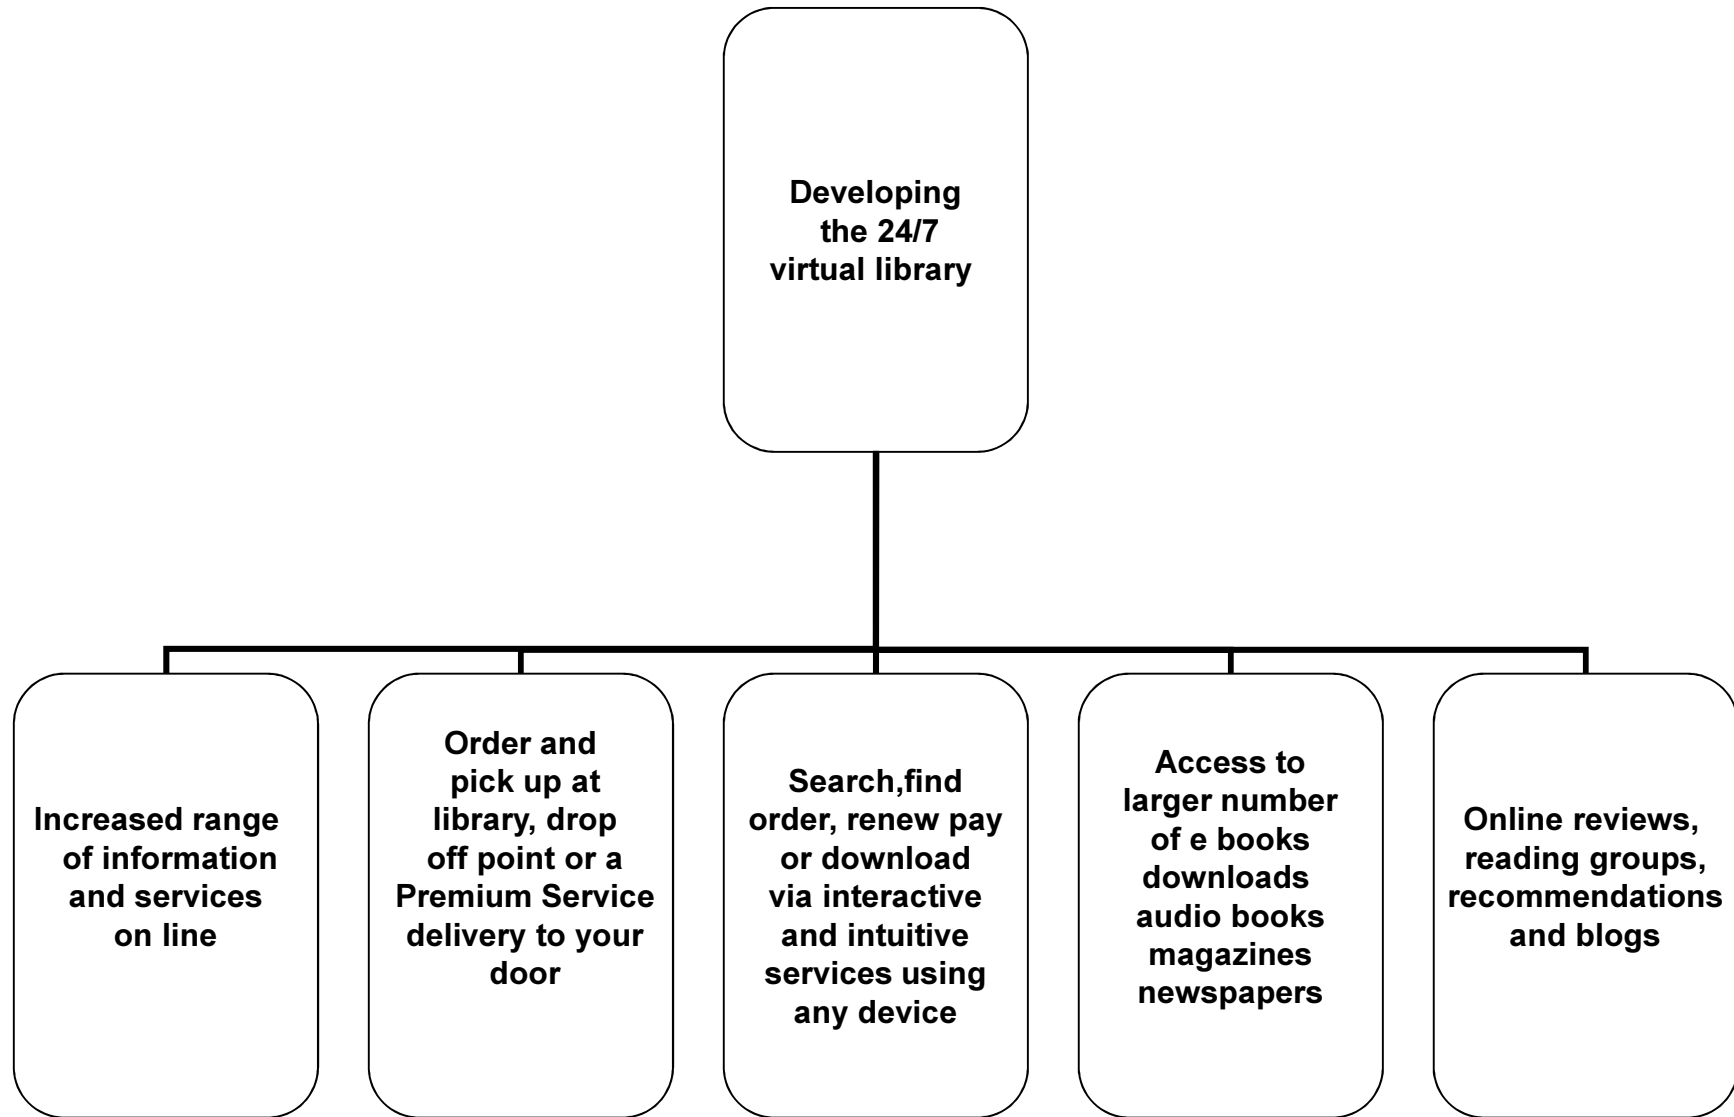 Developing
the 24/7
virtual library
Increased range
of information
and services
on line
Order and
pick up at
library, drop
off point or a
Premium Service
delivery to your
door
Search,find
order, renew pay
or download
via interactive
and intuitive
services using
any device
Access to
larger number
of e books
downloads
audio books
magazines
newspapers
Online reviews,
reading groups,
recommendations
and blogs